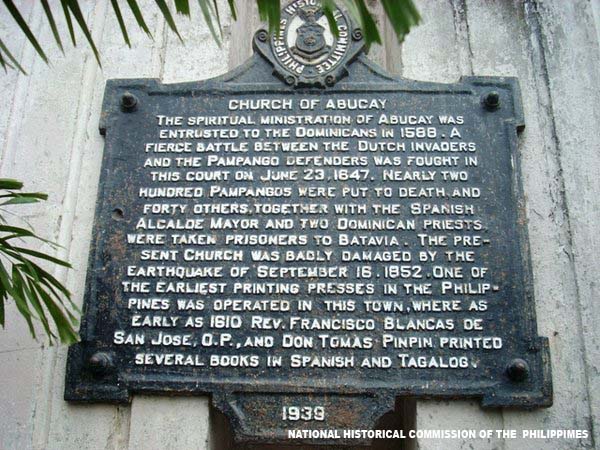 PHILIPPINES HISTORICAL COMMITTEE
CHURCH OF ABUCAY
THE SPIRITUAL MINISTRATION OF ABUCAY WAS
ENTRUSTED TO THE DOMINICANS IN 1588. A
FIERCE BATTLE BETWEEN THE DUTCH INVADERS
AND THE PAMPANGO DEFENDERS WAS FOUGHT IN
THIS COURT ON JUNE 23, 1647. NEARLY TWO
HUNDRED PAMPANGOS WERE PUT TO DEATH, AND
FORTY OTHERS, TOGETHER WITH THE SPANISH
ALCALDE MAYOR AND TWO DOMINICAN PRIESTS
WERE TAKEN PRISONERS TO BATAVIA. THE PRE-
SENT CHURCH WAS BADLY DAMAGED BY THE
EARTHQUAKE OF SEPTEMBER 16, 1852. ONE OF
THE EARLIEST PRINTING PRESSES IN THE PHILIP-
PINES WAS OPERATED IN THIS TOWN, WHERE AS
EARLY AS 1610 REV. FRANCISCO BLANCAS DE
SAN JOSE, O.P., AND DON TOMAS PINPIN PRINTED
SEVERAL BOOKS IN SPANISH AND TAGALOG.
1939
NATIONAL HISTORICAL COMMISSION OF THE PHILIPPINES